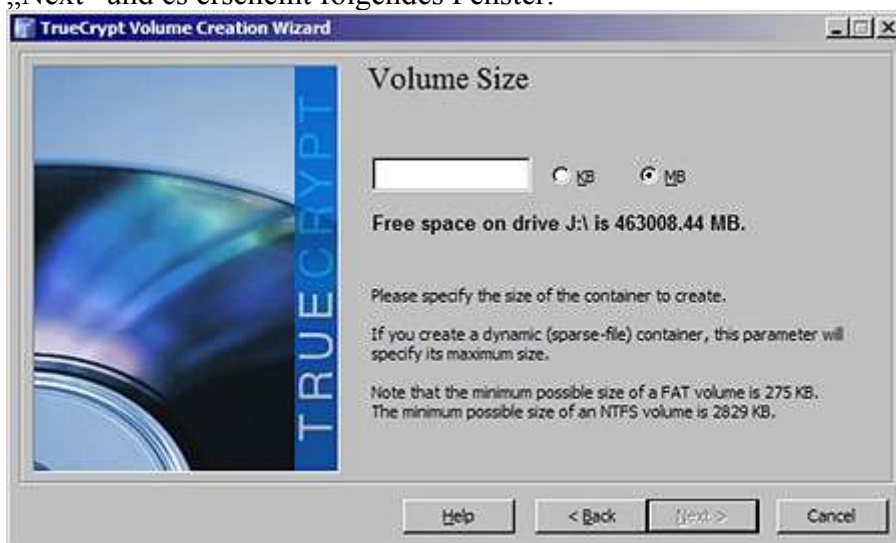 „Next“ und es erscheint folgendes Fenster:
TrueCrypt Volume Creation Wizard
TRUECRYPT
Volume Size
KB MB
Free space on drive J:\ is 463008.44 MB.
Please specify the size of the container to create.
If you create a dynamic (sparse-file) container, this parameter will
specify its maximum size.
Note that the minimum possible size of a FAT volume is 275 KB.
The minimum possible size of an NTFS volume is 2829 KB.
Help < Back Next > Cancel